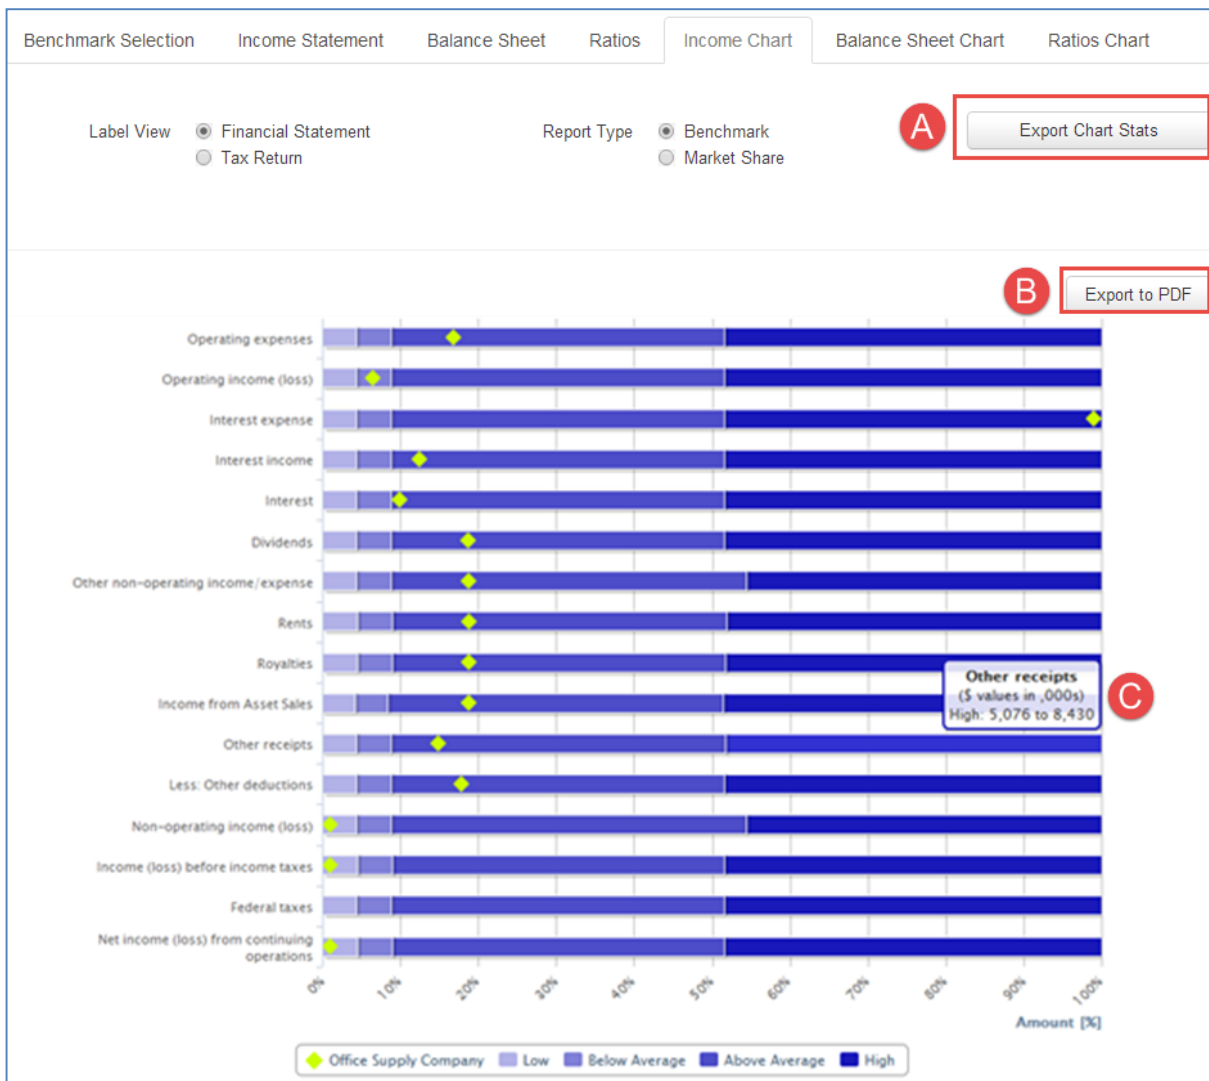 Benchmark Selection Income Statement Balance Sheet Ratios Income Chart Balance Sheet Chart Ratios Chart
Label View Financial Statement Report Type Benchmark A Export Chart Stats
Tax Return Market Share
B Export to PDF
Operating expenses
Operating income (loss)
Interest expense
Interest income
Interest
Dividends
Other non-operating income/expense
Rents
Royalties
Other receipts
($ values in ,000s)
High: 5,076 to 8,430
C
Income from Asset Sales
Other receipts
Less: Other deductions
Non-operating income (loss)
Income (loss) before income taxes
Federal taxes
Net income (loss) from continuing
operations
0% 10% 20% 30% 40% 50% 60% 70% 80% 90% 100%
Amount [%]
Office Supply Company Low Below Average Above Average High